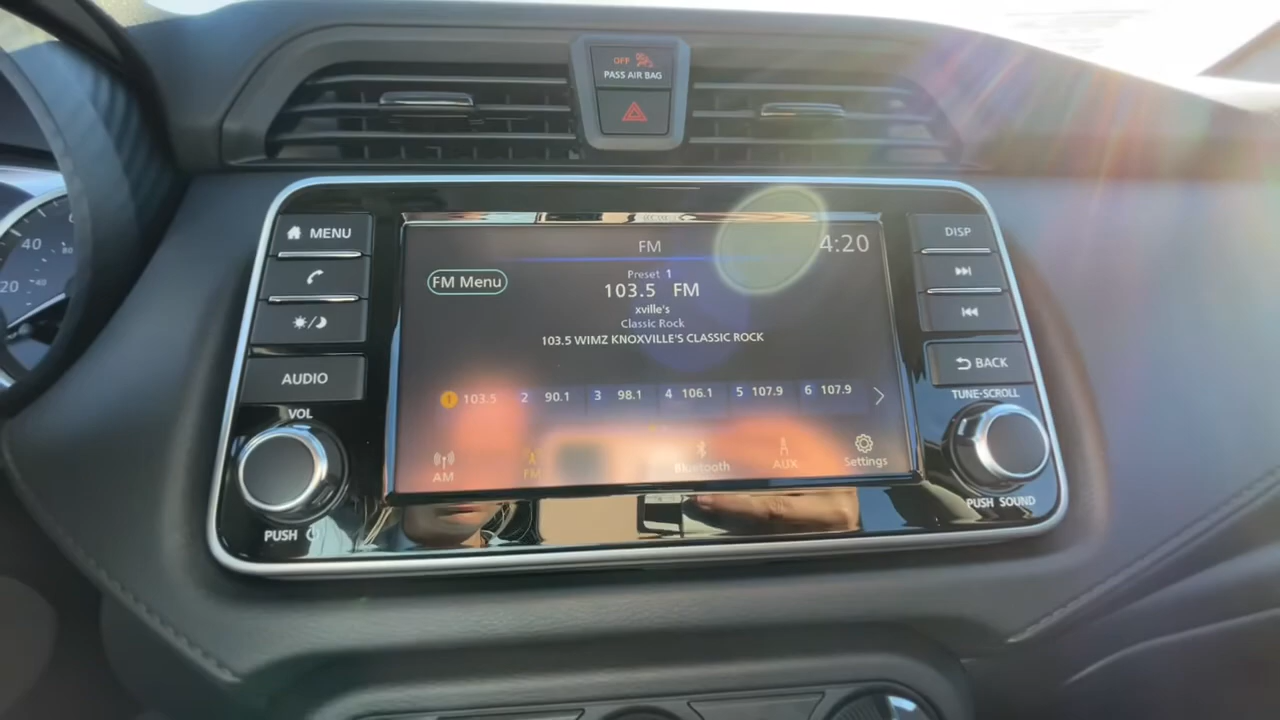 OFF
PASS AIR BAG
MENU
AUDIO
VOL
PUSH
FM
4:20
FM Menu
Preset 1
103.5 FM
xville's
Classic Rock
103.5 WIMZ KNOXVILLE'S CLASSIC ROCK
1 103.5 2 90.1 3 98.1 4 106.1 5 107.9 6 107.9
AM FM Bluetooth AUX Settings
DISP
BACK
TUNE-SCROLL
PUSH SOUND
40
80
20
40